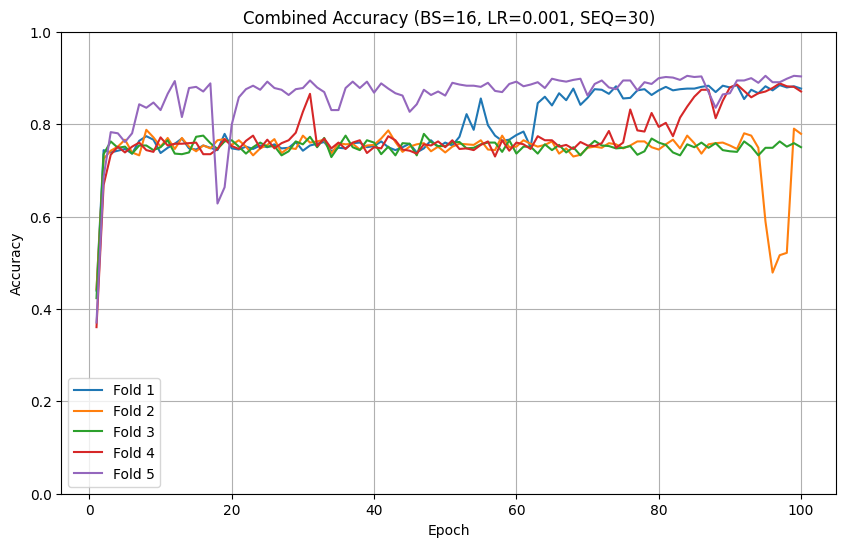 Combined Accuracy (BS=16, LR=0.001, SEQ=30)
1.0
0.8
0.6
0.4
0.2
0.0
Accuracy
Fold 1
Fold 2
Fold 3
Fold 4
Fold 5
0 20 40 60 80 100
Epoch